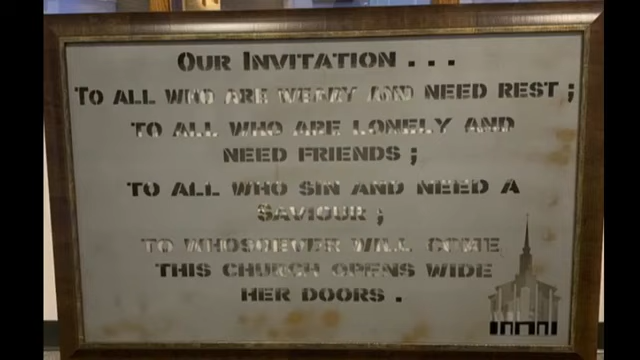 OUR INVITATION . . .
TO ALL WHO ARE WEARY AND NEED REST ;
TO ALL WHO ARE LONELY AND
NEED FRIENDS ;
TO ALL WHO SIN AND NEED A
SAVIOUR ;
TO WHOSOEVER WILL COME
THIS CHURCH OPENS WIDE
HER DOORS .